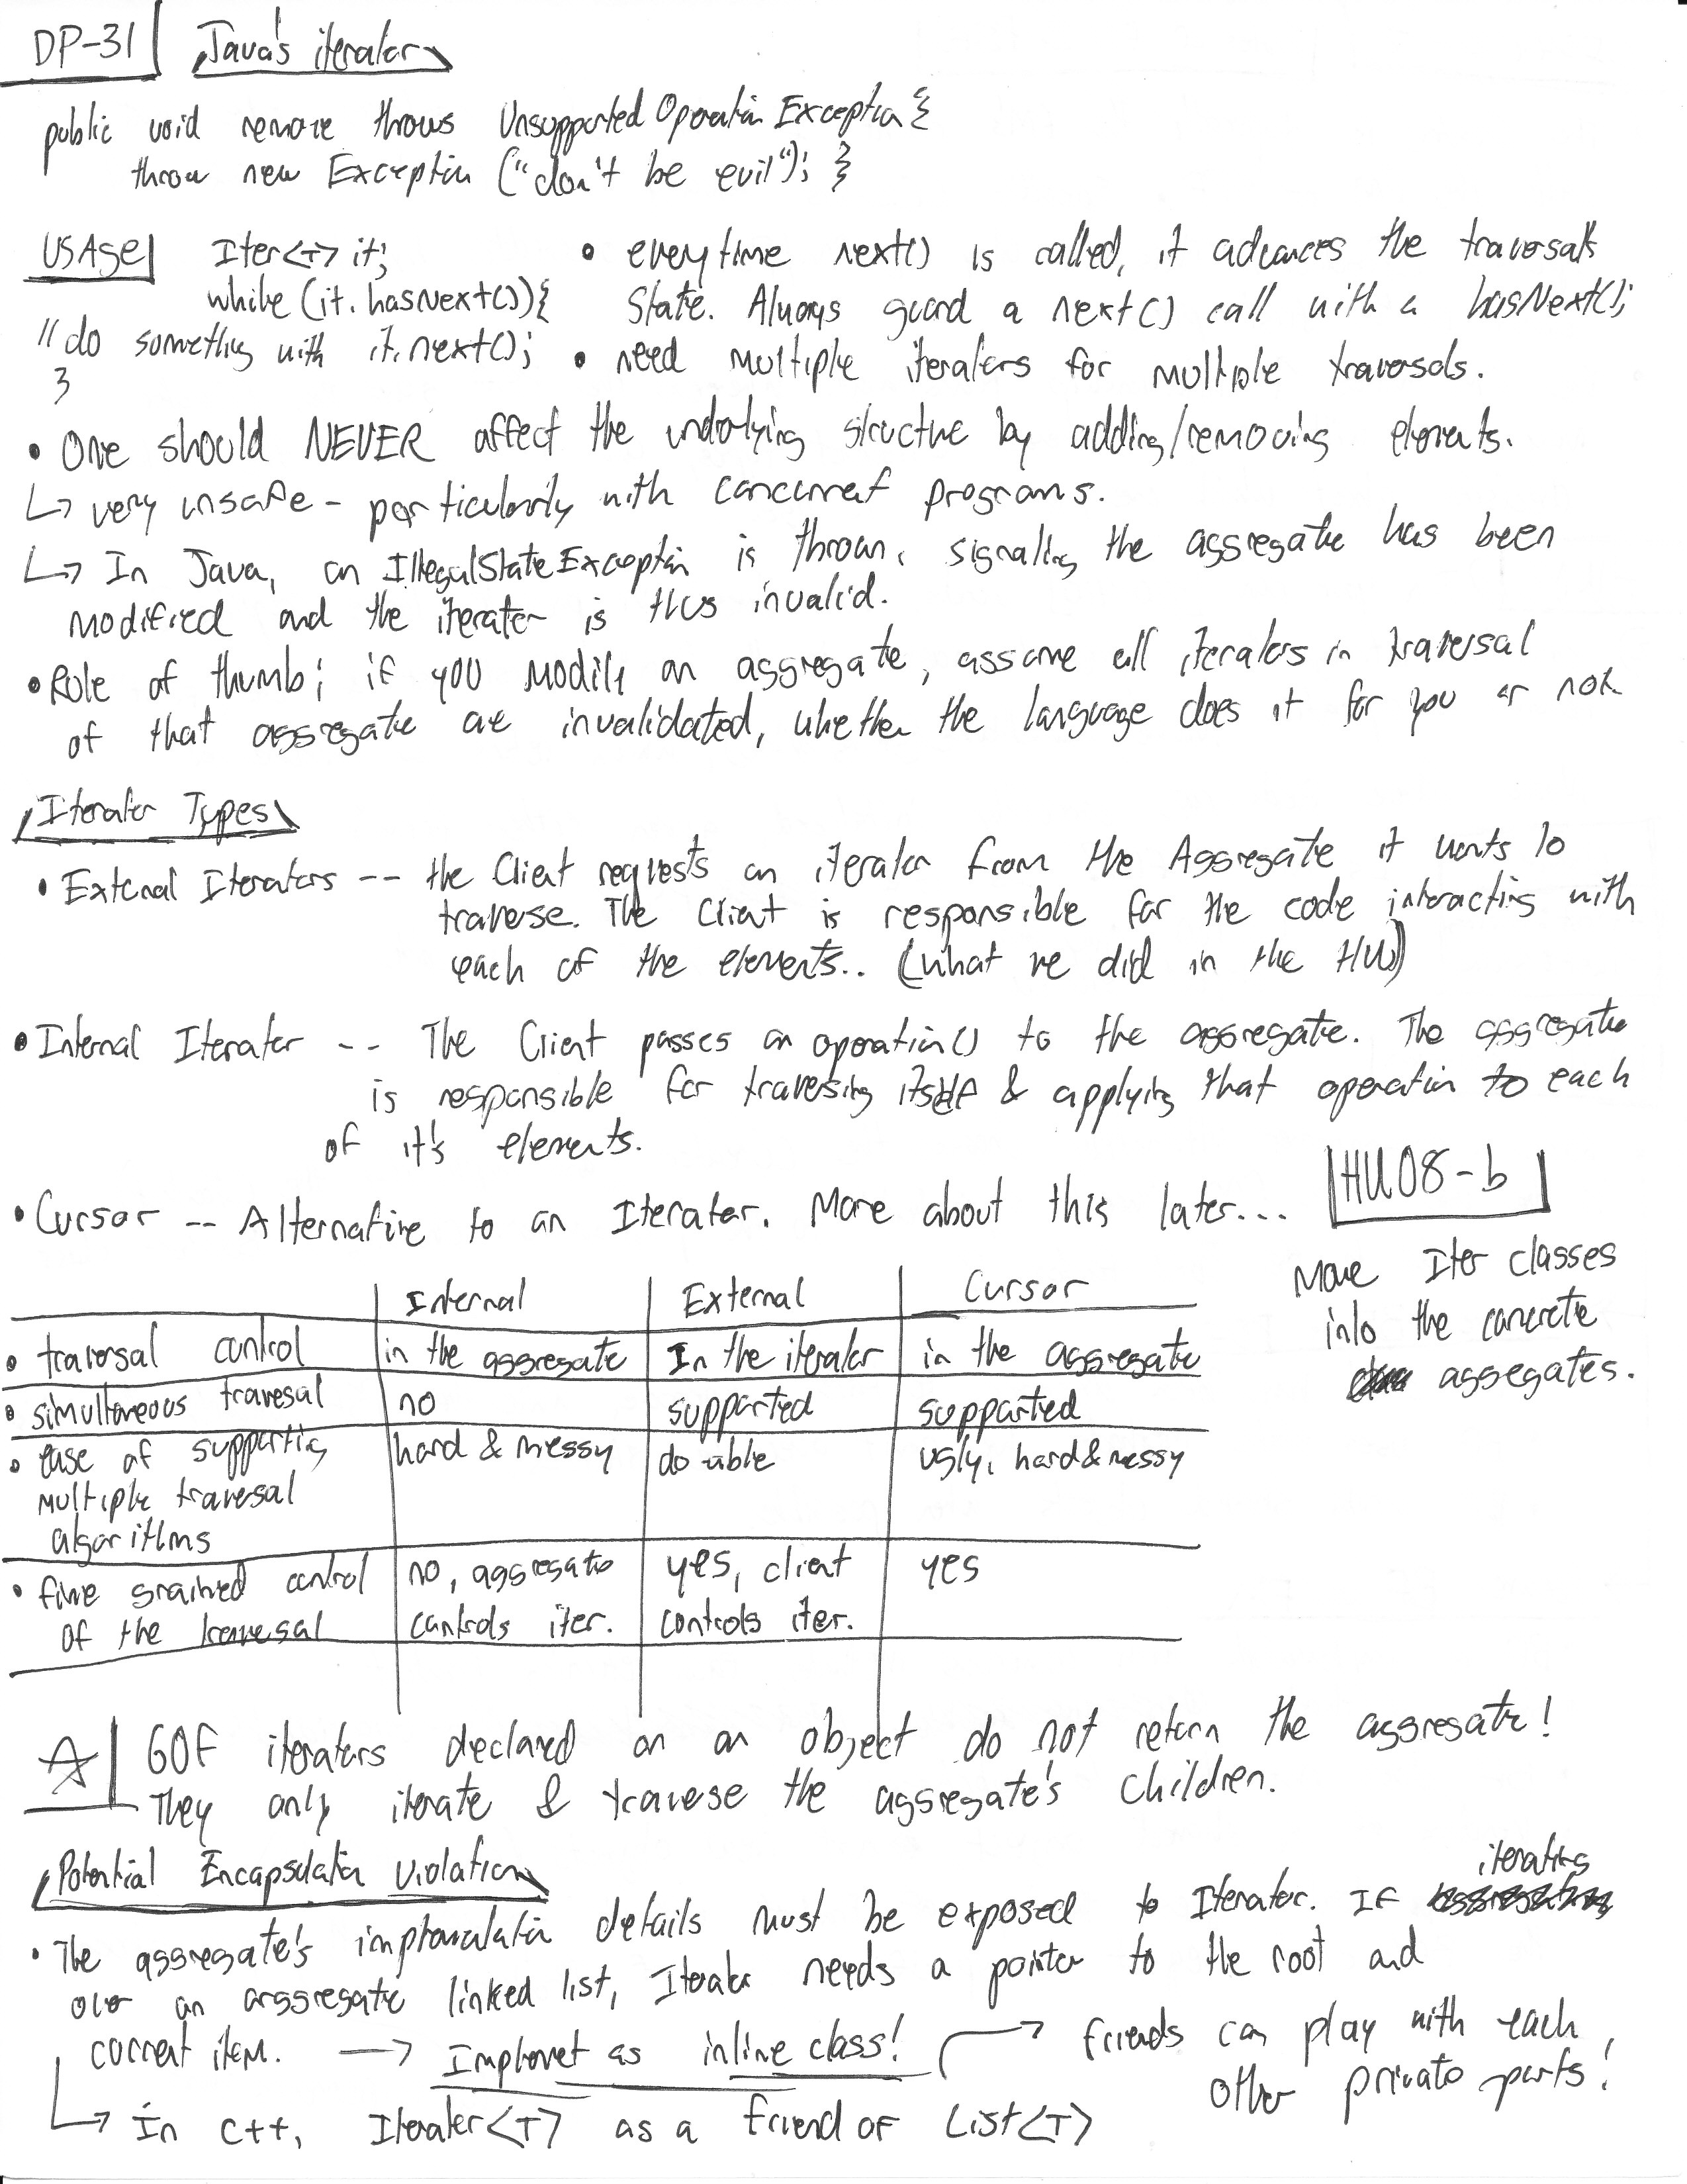 DP-31 Java's iterator
public void remove throws Unsupported Operation Exception {
throw new Exception ("don't be evil"); }
USAge Iter<T> it;
while (it.hasNext()){
// do something with it.next();
}
• everytime next() is called, it advances the traversals
State. Always guard a next() call with a hasNext();
• need multiple iterators for multiple traversals.
• One should NEVER affect the underlying structure by adding/removing elements.
↳ very unsafe - particularly with concurrent programs.
↳ In Java, an IllegalStateException is thrown, signalling the aggregate has been
modified and the iterator is thus invalid.
• Rule of thumb; if you modify an aggregate, assume all iterators in traversal
of that aggregate are invalidated, whether the language does it for you or not.
Iterator Types
• External Iterators -- the Client requests an iterator from the Aggregate it wants to
traverse. The Client is responsible for the code interacting with
each of the elements.. (what we did in the HW)
• Internal Iterator -- The Client passes an operation() to the aggregate. The aggregate
is responsible for traversing itself & applying that operation to each
of it's elements.
• Cursor -- Alternative to an Iterator. More about this later...
HW08-b
Move Iter classes
into the concrete
aggregates.
Internal External Cursor
• traversal control in the aggregate In the iterator in the aggregate
• simultaneous traversal no supported supported
• ease of supporting hard & messy do able ugly, hard & messy
multiple traversal
algorithms
• fine grained control no, aggregate yes, client yes
of the traversal controls iter. controls iter.
☆ GOF iterators declared on an object do not return the aggregate!
They only iterate & traverse the aggregate's children.
Potential Encapsulation Violation
• The aggregate's implementation details must be exposed to Iterator. If iterating
over an aggregate linked list, Iterator needs a pointer to the root and
current item. → Implement as inline class! → friends can play with each
other private parts!
↳ in C++, Iterator<T> as a friend of List<T>